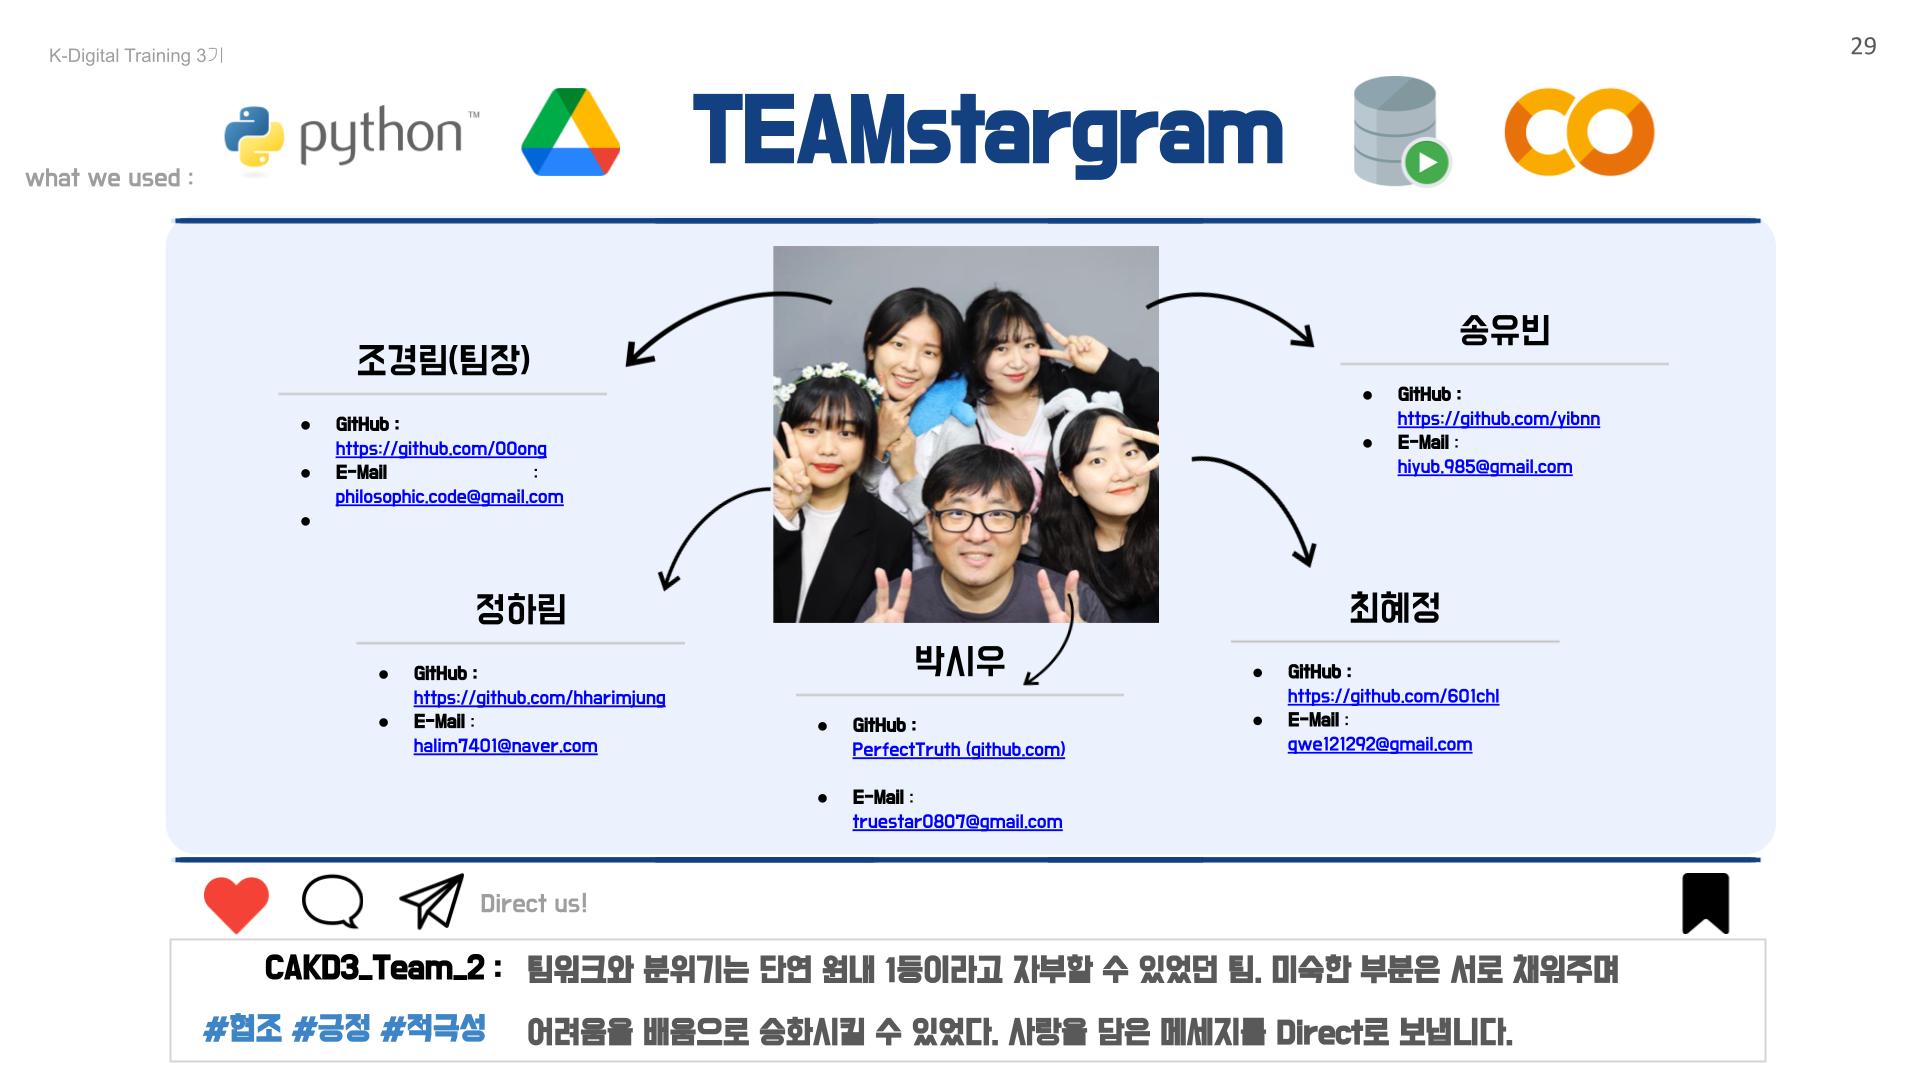 K-Digital Training 3기
29
python™
TEAMstargram
what we used :
조경림(팀장)
● GitHub :
https://github.com/00ong
● E-Mail :
philosophic.code@gmail.com
●
송유빈
● GitHub :
https://github.com/yibnn
● E-Mail :
hiyub.985@gmail.com
정하림
● GitHub :
https://github.com/hharimjung
● E-Mail :
halim7401@naver.com
박시우
● GitHub :
PerfectTruth (github.com)
● E-Mail :
truestar0807@gmail.com
최혜정
● GitHub :
https://github.com/601chl
● E-Mail :
qwe121292@gmail.com
Direct us!
CAKD3_Team_2 : 팀워크와 분위기는 단연 원내 1등이라고 자부할 수 있었던 팀. 미숙한 부분은 서로 채워주며
#협조 #긍정 #적극성 어려움을 배움으로 승화시킬 수 있었다. 사랑을 담은 메세지를 Direct로 보냅니다.